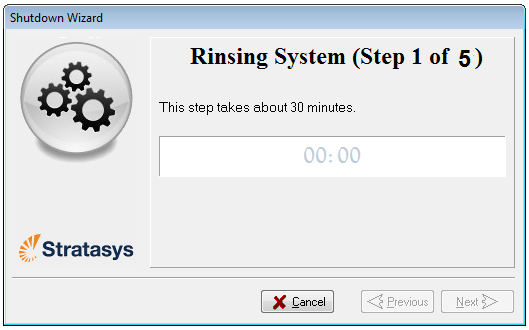 Shutdown Wizard
Rinsing System (Step 1 of 5)
This step takes about 30 minutes.
00:00
Stratasys
Cancel
Previous
Next